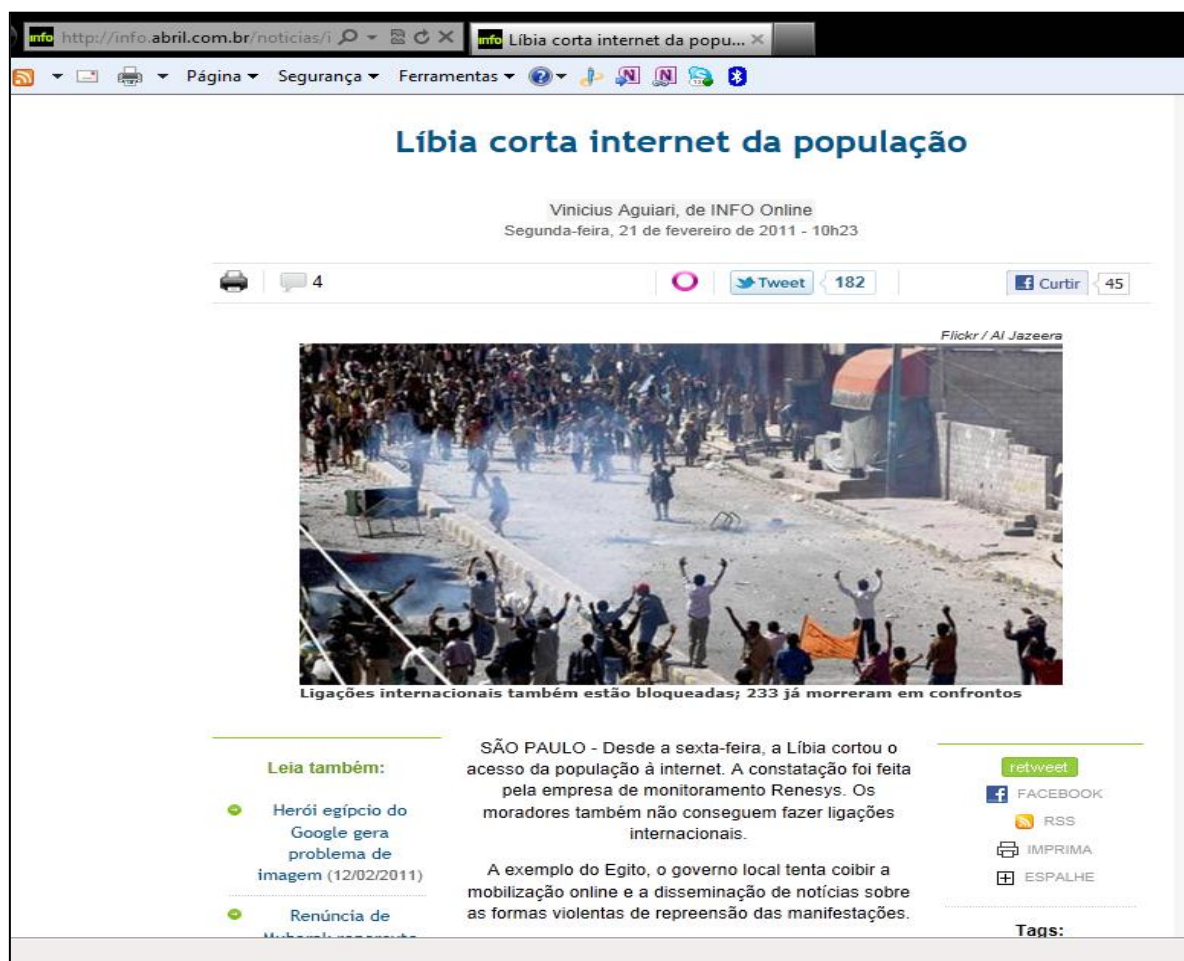 info http://info.abril.com.br/noticias/i
info Líbia corta internet da popu...
Página Segurança Ferramentas
Líbia corta internet da população
Vinicius Aguiari, de INFO Online
Segunda-feira, 21 de fevereiro de 2011 - 10h23
4
Tweet 182
Curtir 45
Flickr / Al Jazeera
Ligações internacionais também estão bloqueadas; 233 já morreram em confrontos
Leia também:
Herói egípcio do
Google gera
problema de
imagem (12/02/2011)
Renúncia de
SÃO PAULO - Desde a sexta-feira, a Líbia cortou o
acesso da população à internet. A constatação foi feita
pela empresa de monitoramento Renesys. Os
moradores também não conseguem fazer ligações
internacionais.
A exemplo do Egito, o governo local tenta coibir a
mobilização online e a disseminação de notícias sobre
as formas violentas de repreensão das manifestações.
retweet
FACEBOOK
RSS
IMPRIMA
ESPALHE
Tags: